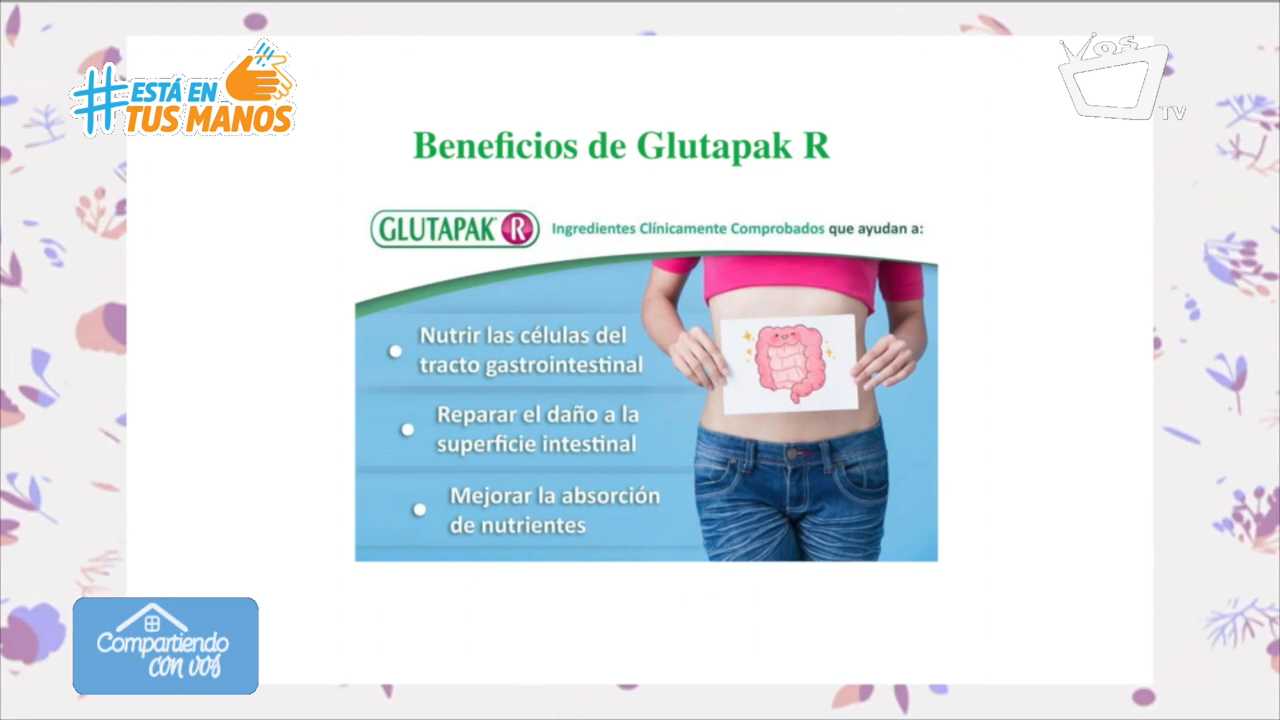 #ESTÁ EN
TUS MANOS
VOS
TV
Beneficios de Glutapak R
GLUTAPAK® R
Ingredientes Clínicamente Comprobados que ayudan a:
Nutrir las células del
tracto gastrointestinal
Reparar el daño a la
superficie intestinal
Mejorar la absorción
de nutrientes
Compartiendo
con vos